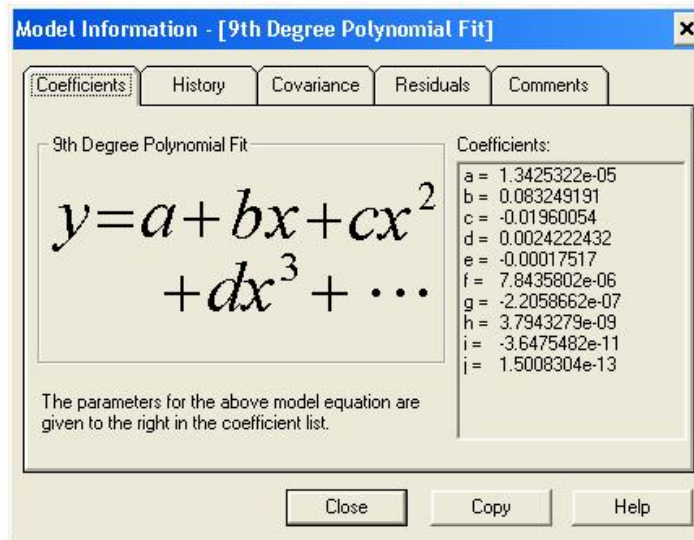 Model Information - [9th Degree Polynomial Fit]
Coefficients History Covariance Residuals Comments
9th Degree Polynomial Fit
y=a+bx+cx²
+dx³+⋯
The parameters for the above model equation are
given to the right in the coefficient list.
Coefficients:
a = 1.3425322e-05
b = 0.083249191
c = -0.01960054
d = 0.0024222432
e = -0.00017517
f = 7.8435802e-06
g = -2.2058662e-07
h = 3.7943279e-09
i = -3.6475482e-11
j = 1.5008304e-13
Close Copy Help